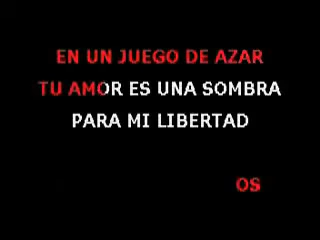 EN UN JUEGO DE AZAR
TU AMOR ES UNA SOMBRA
PARA MI LIBERTAD
OS